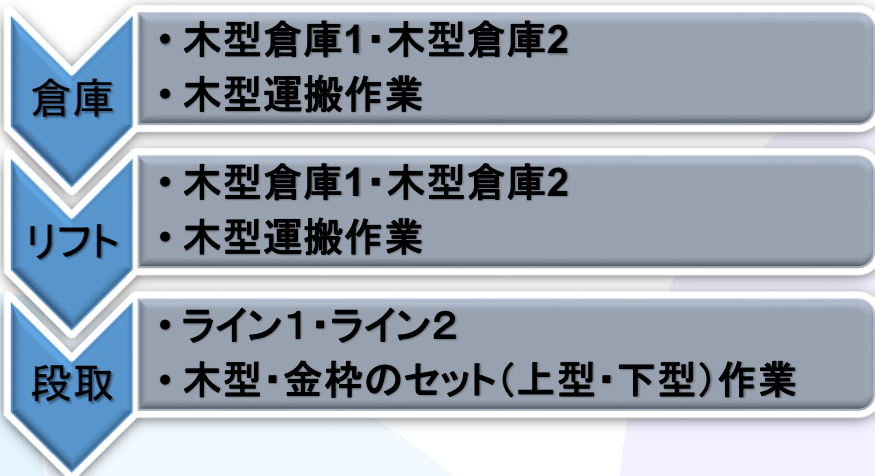 倉庫
・木型倉庫1・木型倉庫2
・木型運搬作業
リフト
・木型倉庫1・木型倉庫2
・木型運搬作業
段取
・ライン１・ライン２
・木型・金枠のセット（上型・下型）作業